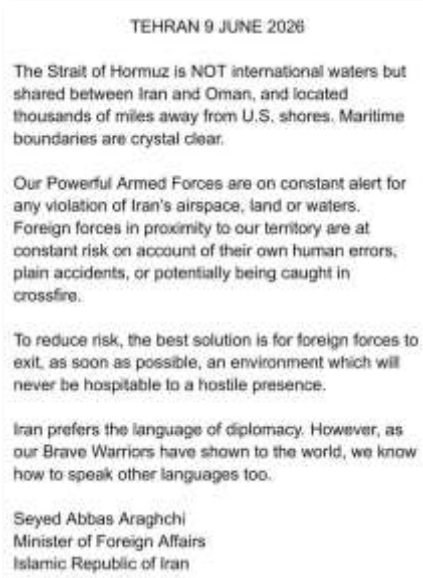 TEHRAN 9 JUNE 2026
The Strait of Hormuz is NOT international waters but
shared between Iran and Oman, and located
thousands of miles away from U.S. shores. Maritime
boundaries are crystal clear.
Our Powerful Armed Forces are on constant alert for
any violation of Iran's airspace, land or waters.
Foreign forces in proximity to our territory are at
constant risk on account of their own human errors,
plain accidents, or potentially being caught in
crossfire.
To reduce risk, the best solution is for foreign forces to
exit, as soon as possible, an environment which will
never be hospitable to a hostile presence.
Iran prefers the language of diplomacy. However, as
our Brave Warriors have shown to the world, we know
how to speak other languages too.
Seyed Abbas Araghchi
Minister of Foreign Affairs
Islamic Republic of Iran